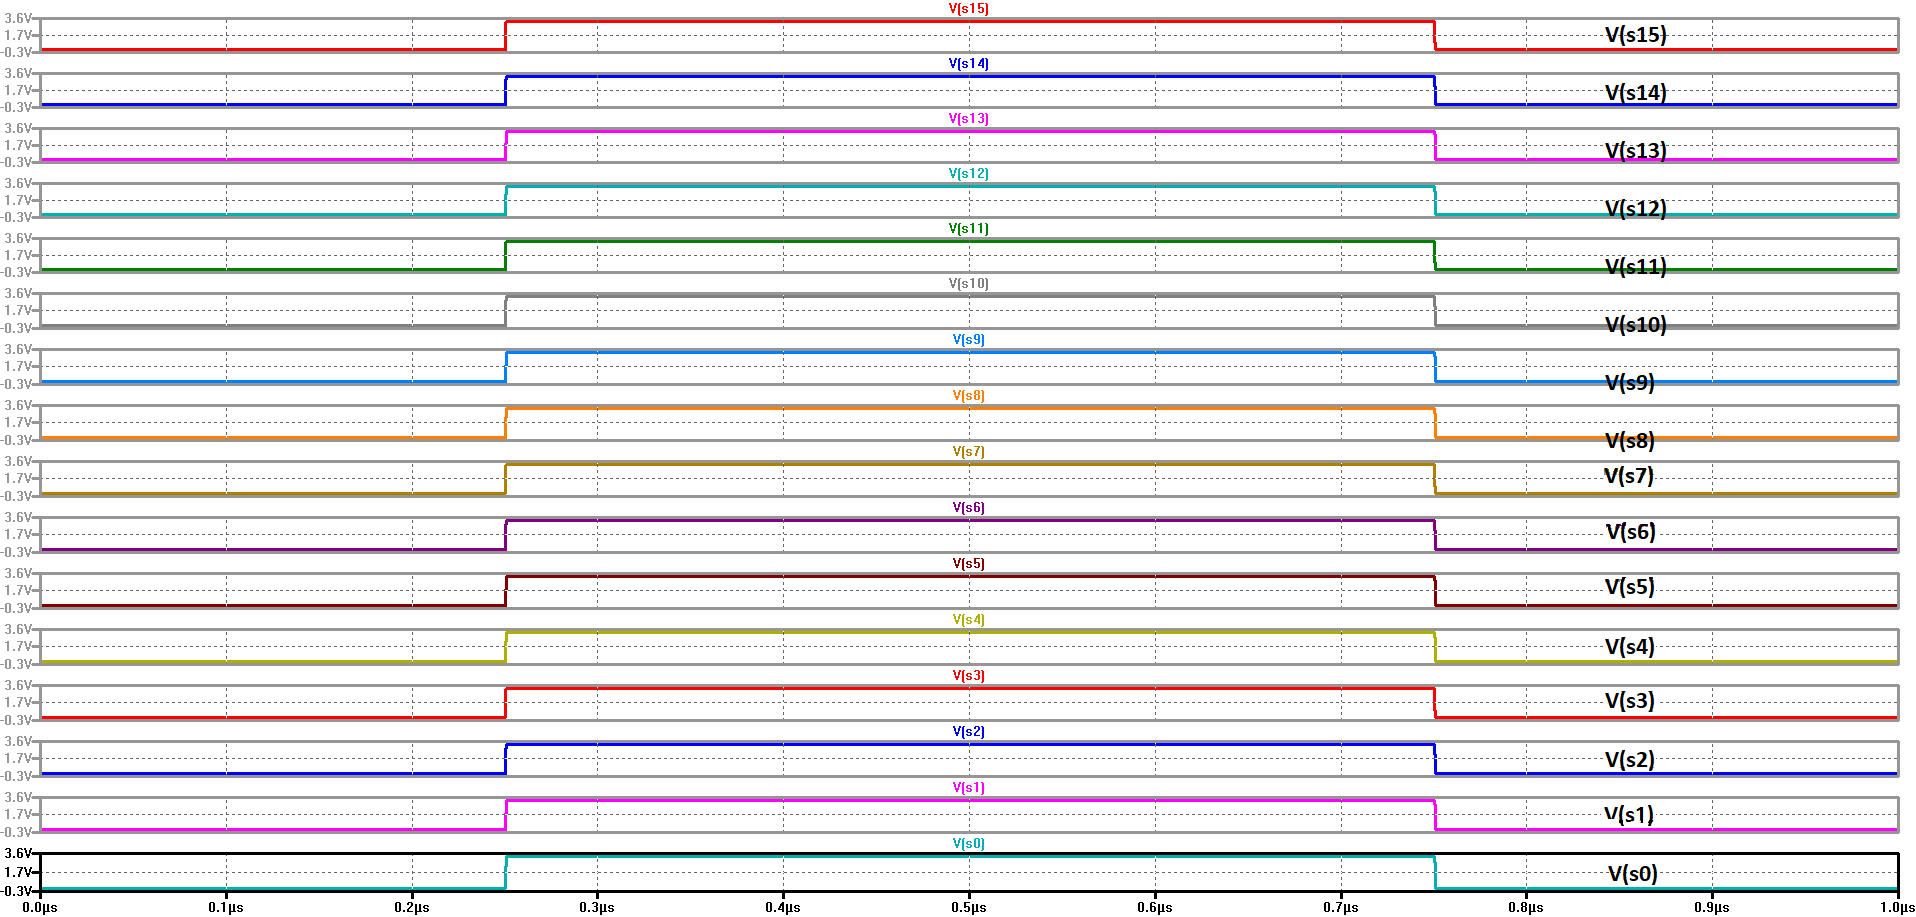 V(s15)
3.6V
1.7V
-0.3V
V(s15)
V(s14)
3.6V
1.7V
-0.3V
V(s14)
V(s13)
3.6V
1.7V
-0.3V
V(s13)
V(s12)
3.6V
1.7V
-0.3V
V(s12)
V(s11)
3.6V
1.7V
-0.3V
V(s11)
V(s10)
3.6V
1.7V
-0.3V
V(s10)
V(s9)
3.6V
1.7V
-0.3V
V(s9)
V(s8)
3.6V
1.7V
-0.3V
V(s8)
V(s7)
3.6V
1.7V
-0.3V
V(s7)
V(s6)
3.6V
1.7V
-0.3V
V(s6)
V(s5)
3.6V
1.7V
-0.3V
V(s5)
V(s4)
3.6V
1.7V
-0.3V
V(s4)
V(s3)
3.6V
1.7V
-0.3V
V(s3)
V(s2)
3.6V
1.7V
-0.3V
V(s2)
V(s1)
3.6V
1.7V
-0.3V
V(s1)
V(s0)
3.6V
1.7V
-0.3V
V(s0)
0.0µs 0.1µs 0.2µs 0.3µs 0.4µs 0.5µs 0.6µs 0.7µs 0.8µs 0.9µs 1.0µs